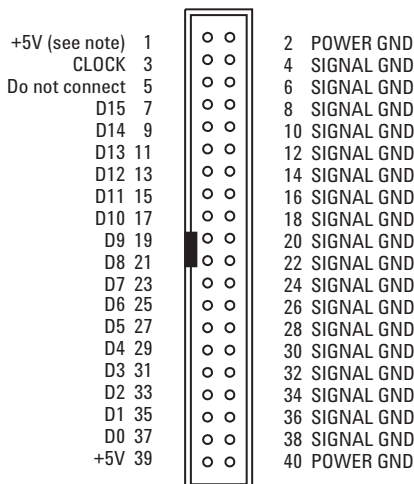 +5V (see note) 1 2 POWER GND
CLOCK 3 4 SIGNAL GND
Do not connect 5 6 SIGNAL GND
D15 7 8 SIGNAL GND
D14 9 10 SIGNAL GND
D13 11 12 SIGNAL GND
D12 13 14 SIGNAL GND
D11 15 16 SIGNAL GND
D10 17 18 SIGNAL GND
D9 19 20 SIGNAL GND
D8 21 22 SIGNAL GND
D7 23 24 SIGNAL GND
D6 25 26 SIGNAL GND
D5 27 28 SIGNAL GND
D4 29 30 SIGNAL GND
D3 31 32 SIGNAL GND
D2 33 34 SIGNAL GND
D1 35 36 SIGNAL GND
D0 37 38 SIGNAL GND
+5V 39 40 POWER GND